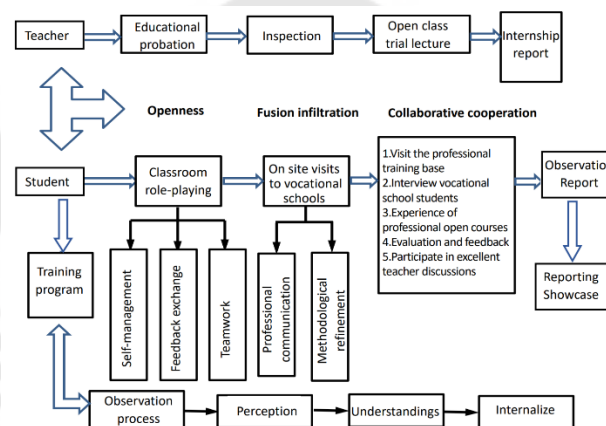 Teacher
Educational
probation
Inspection
Open class
trial lecture
Internship
report
Openness
Fusion infiltration
Collaborative cooperation
Student
Classroom
role-playing
On site visits
to vocational
schools
1.Visit the professional
training base
2.Interview vocational
school students
3.Experience of
professional open courses
4.Evaluation and feedback
5.Participate in excellent
teacher discussions
Observation
Report
Training
program
Self-management
Feedback exchange
Teamwork
Professional
communication
Methodological
refinement
Reporting
Showcase
Observation
process
Perception
Understandings
Internalize